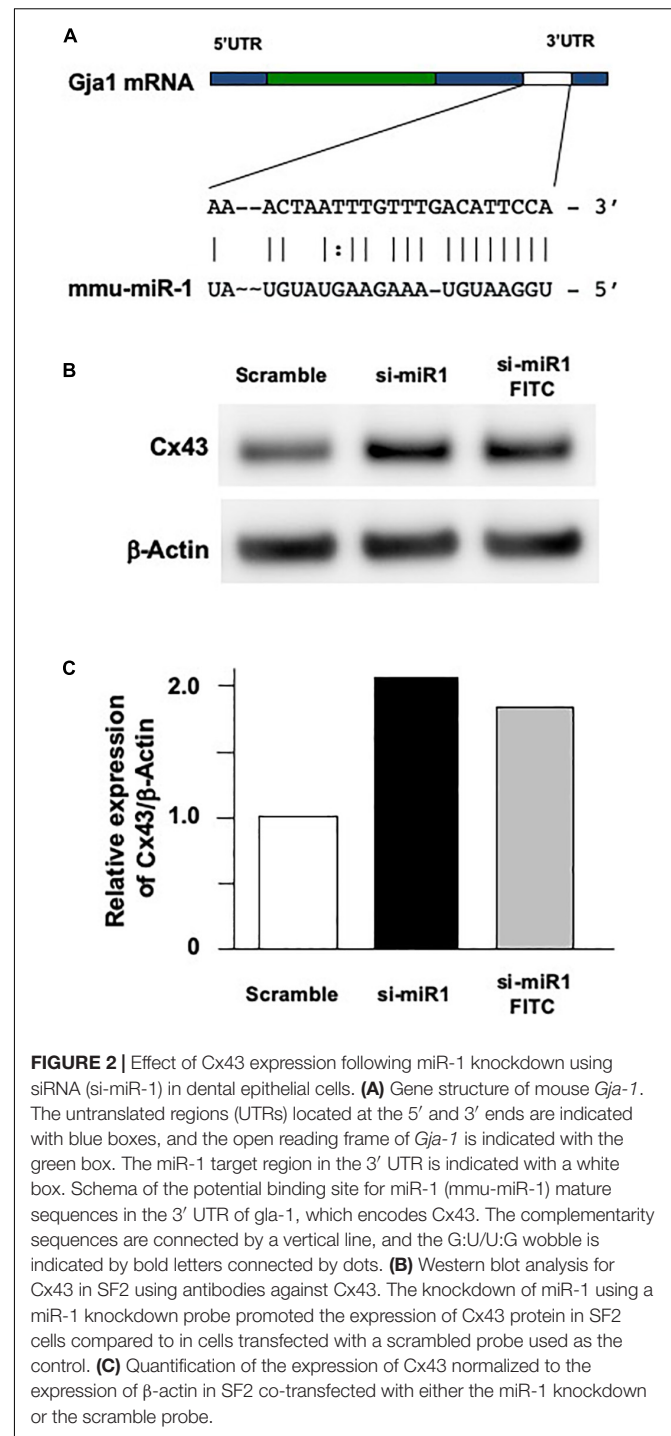 A
5'UTR
3'UTR
Gja1 mRNA
AA--ACTAATTTGTTTGACATTCCA - 3'
| || |:|| ||| ||||||||
mmu-miR-1 UA~~UGUAUGAAGAAA-UGUAAGGU - 5'
B
Scramble
si-miR1
si-miR1
FITC
Cx43
β-Actin
C
Relative expression
of Cx43/β-Actin
2.0
1.0
0
Scramble
si-miR1
si-miR1
FITC
FIGURE 2 | Effect of Cx43 expression following miR-1 knockdown using
siRNA (si-miR-1) in dental epithelial cells. (A) Gene structure of mouse Gja-1.
The untranslated regions (UTRs) located at the 5′ and 3′ ends are indicated
with blue boxes, and the open reading frame of Gja-1 is indicated with the
green box. The miR-1 target region in the 3′ UTR is indicated with a white
box. Schema of the potential binding site for miR-1 (mmu-miR-1) mature
sequences in the 3′ UTR of gla-1, which encodes Cx43. The complementarity
sequences are connected by a vertical line, and the G:U/U:G wobble is
indicated by bold letters connected by dots. (B) Western blot analysis for
Cx43 in SF2 using antibodies against Cx43. The knockdown of miR-1 using a
miR-1 knockdown probe promoted the expression of Cx43 protein in SF2
cells compared to in cells transfected with a scrambled probe used as the
control. (C) Quantification of the expression of Cx43 normalized to the
expression of β-actin in SF2 co-transfected with either the miR-1 knockdown
or the scramble probe.